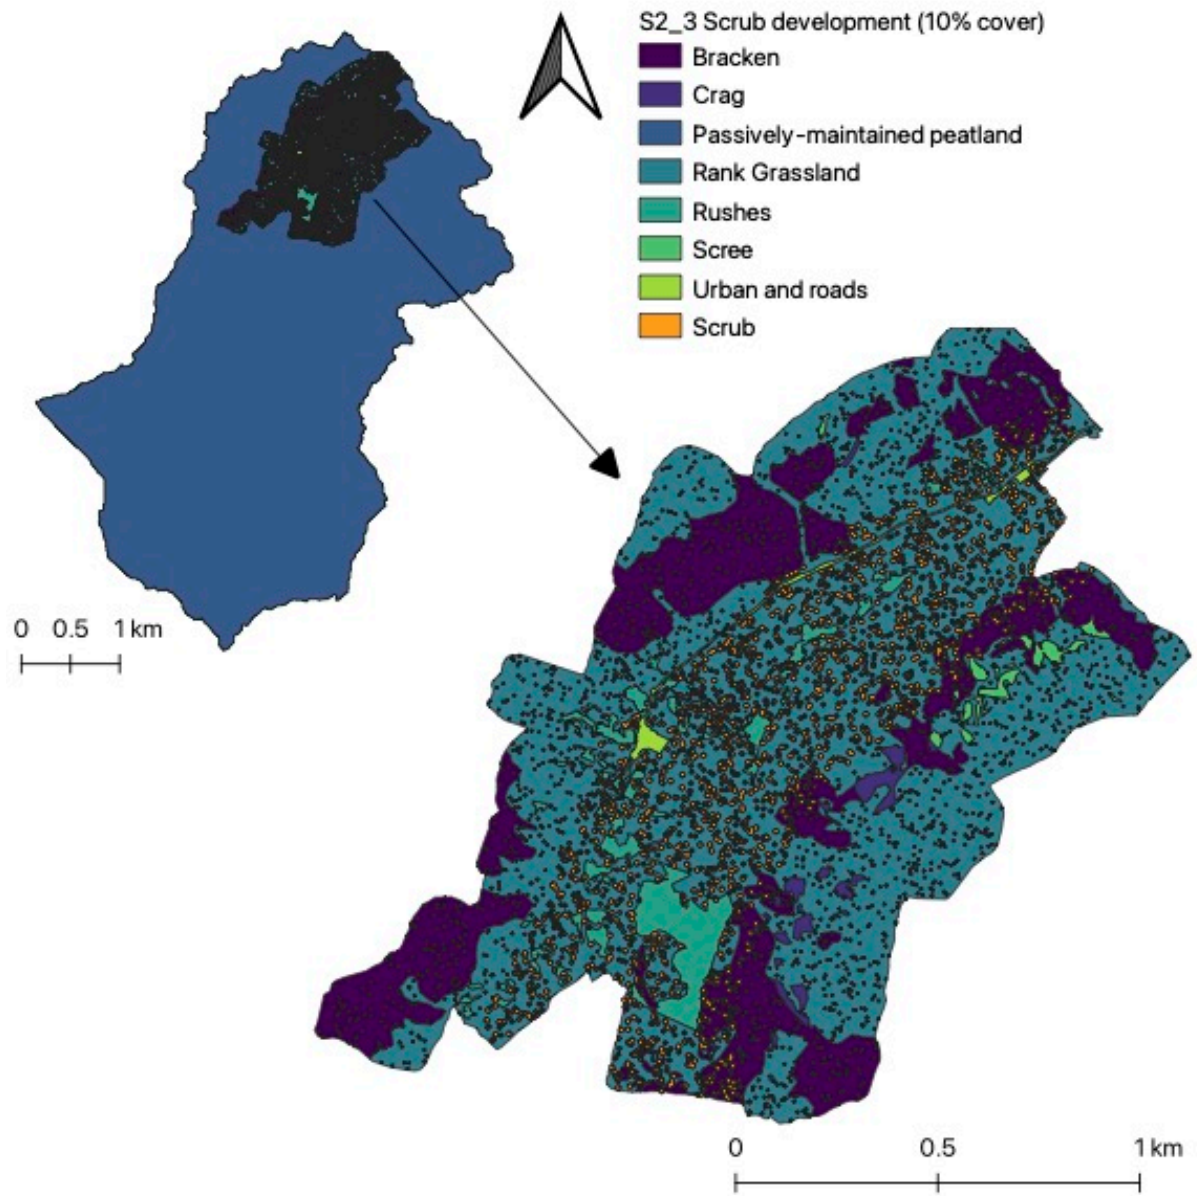 S2_3 Scrub development (10% cover)
Bracken
Crag
Passively-maintained peatland
Rank Grassland
Rushes
Scree
Urban and roads
Scrub
0 0.5 1 km
0 0.5 1 km